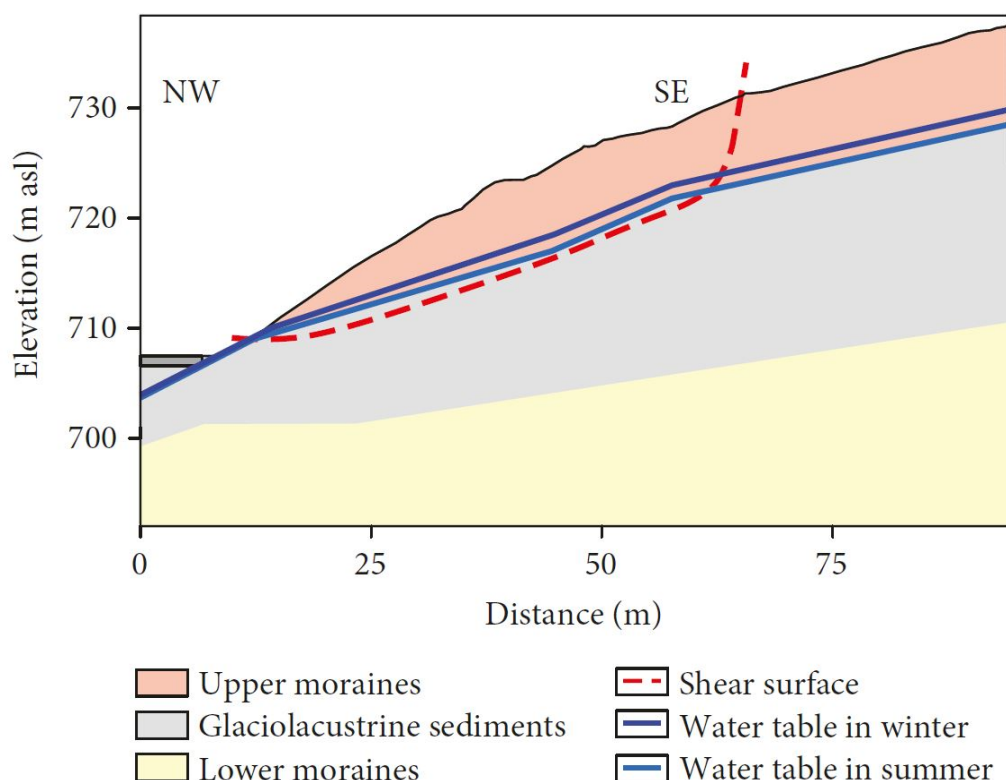 NW
SE
730
720
710
700
Elevation (m asl)
0 25 50 75
Distance (m)
Upper moraines
Glaciolacustrine sediments
Lower moraines
Shear surface
Water table in winter
Water table in summer